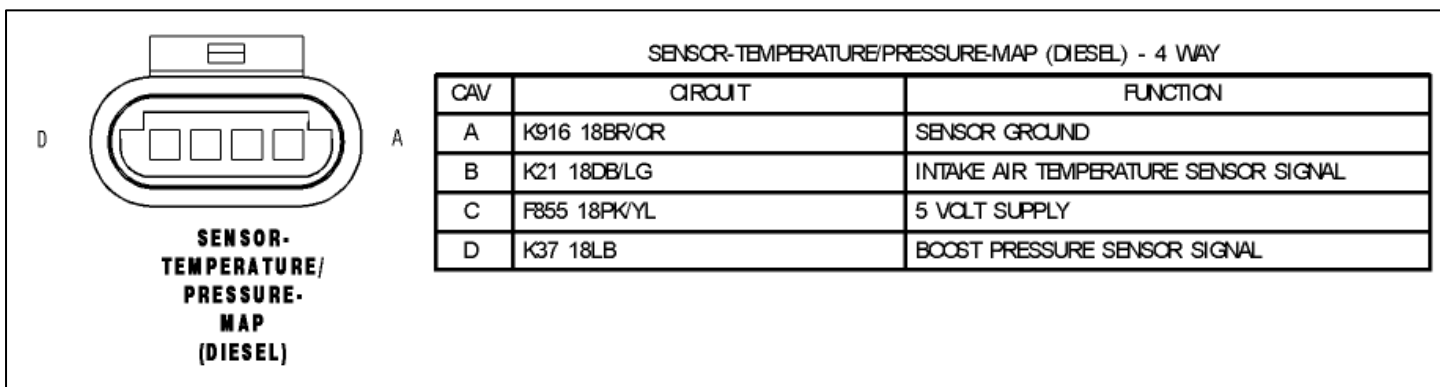 D
A
SENSOR-
TEMPERATURE/
PRESSURE-
MAP
(DIESEL)
SENSOR-TEMPERATURE/PRESSURE-MAP (DIESEL) - 4 WAY
CAV CIRCUIT FUNCTION
A K916 18BR/OR SENSOR GROUND
B K21 18DB/LG INTAKE AIR TEMPERATURE SENSOR SIGNAL
C F855 18PK/YL 5 VOLT SUPPLY
D K37 18LB BOOST PRESSURE SENSOR SIGNAL